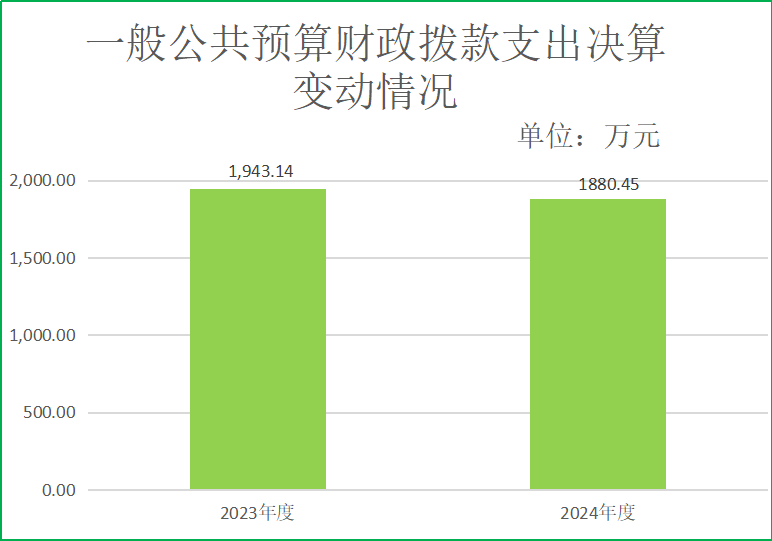 一般公共预算财政拨款支出决算
变动情况
单位：万元
1,943.14
1880.45
2,000.00
1,500.00
1,000.00
500.00
0.00
2023年度
2024年度